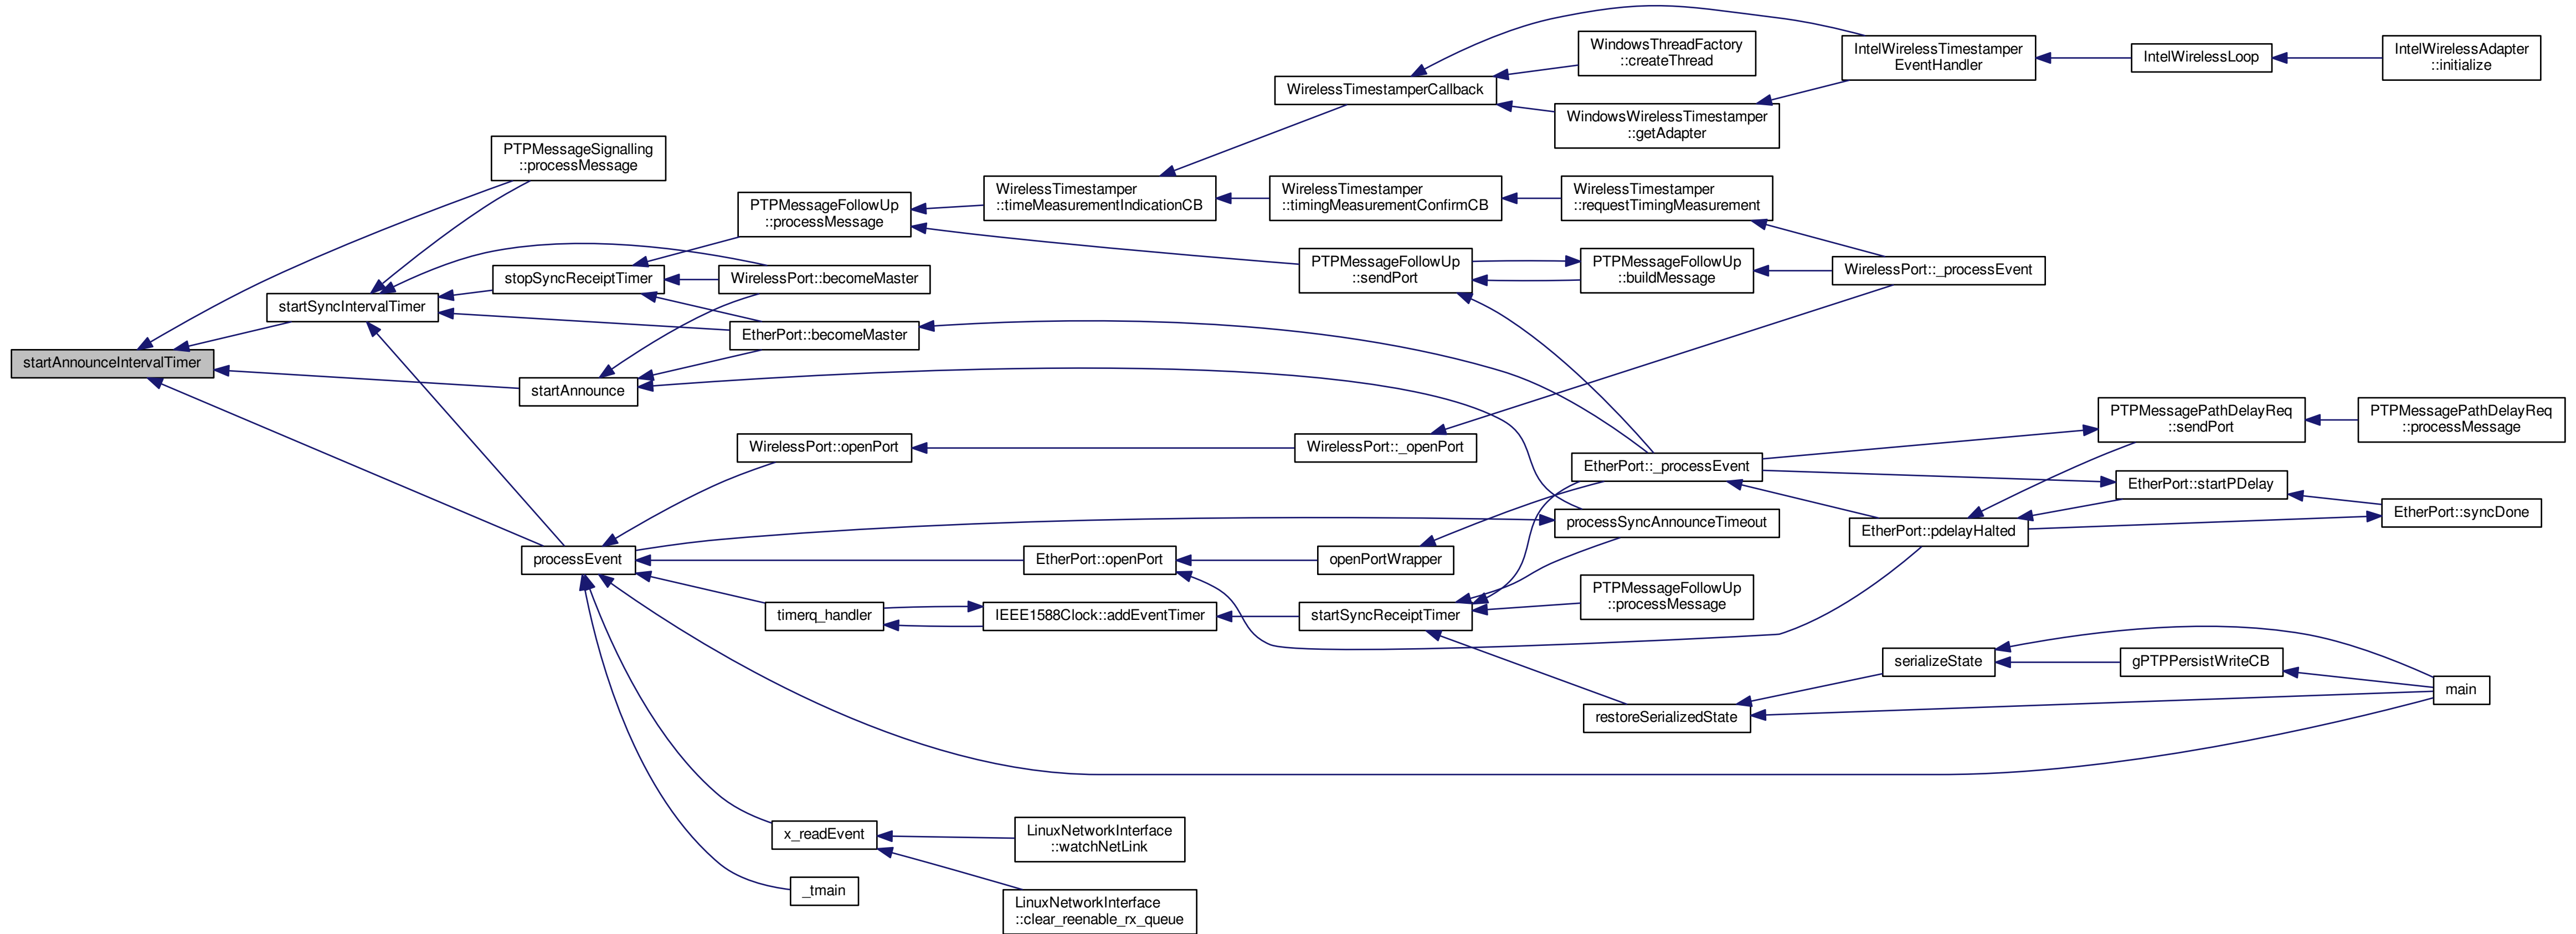 WindowsThreadFactory
::createThread
IntelWirelessTimestamper
EventHandler
IntelWirelessLoop
IntelWirelessAdapter
::initialize
WirelessTimestamperCallback
WindowsWirelessTimestamper
::getAdapter
PTPMessageSignalling
::processMessage
PTPMessageFollowUp
::processMessage
WirelessTimestamper
::timeMeasurementIndicationCB
WirelessTimestamper
::timingMeasurementConfirmCB
WirelessTimestamper
::requestTimingMeasurement
stopSyncReceiptTimer
WirelessPort::becomeMaster
PTPMessageFollowUp
::sendPort
PTPMessageFollowUp
::buildMessage
WirelessPort::_processEvent
startSyncIntervalTimer
EtherPort::becomeMaster
startAnnounceIntervalTimer
startAnnounce
PTPMessagePathDelayReq
::sendPort
PTPMessagePathDelayReq
::processMessage
WirelessPort::openPort
WirelessPort::_openPort
EtherPort::_processEvent
EtherPort::startPDelay
EtherPort::syncDone
processSyncAnnounceTimeout
EtherPort::pdelayHalted
processEvent
EtherPort::openPort
openPortWrapper
timerq_handler
IEEE1588Clock::addEventTimer
startSyncReceiptTimer
PTPMessageFollowUp
::processMessage
serializeState
gPTPPersistWriteCB
main
restoreSerializedState
x_readEvent
LinuxNetworkInterface
::watchNetLink
_tmain
LinuxNetworkInterface
::clear_reenable_rx_queue